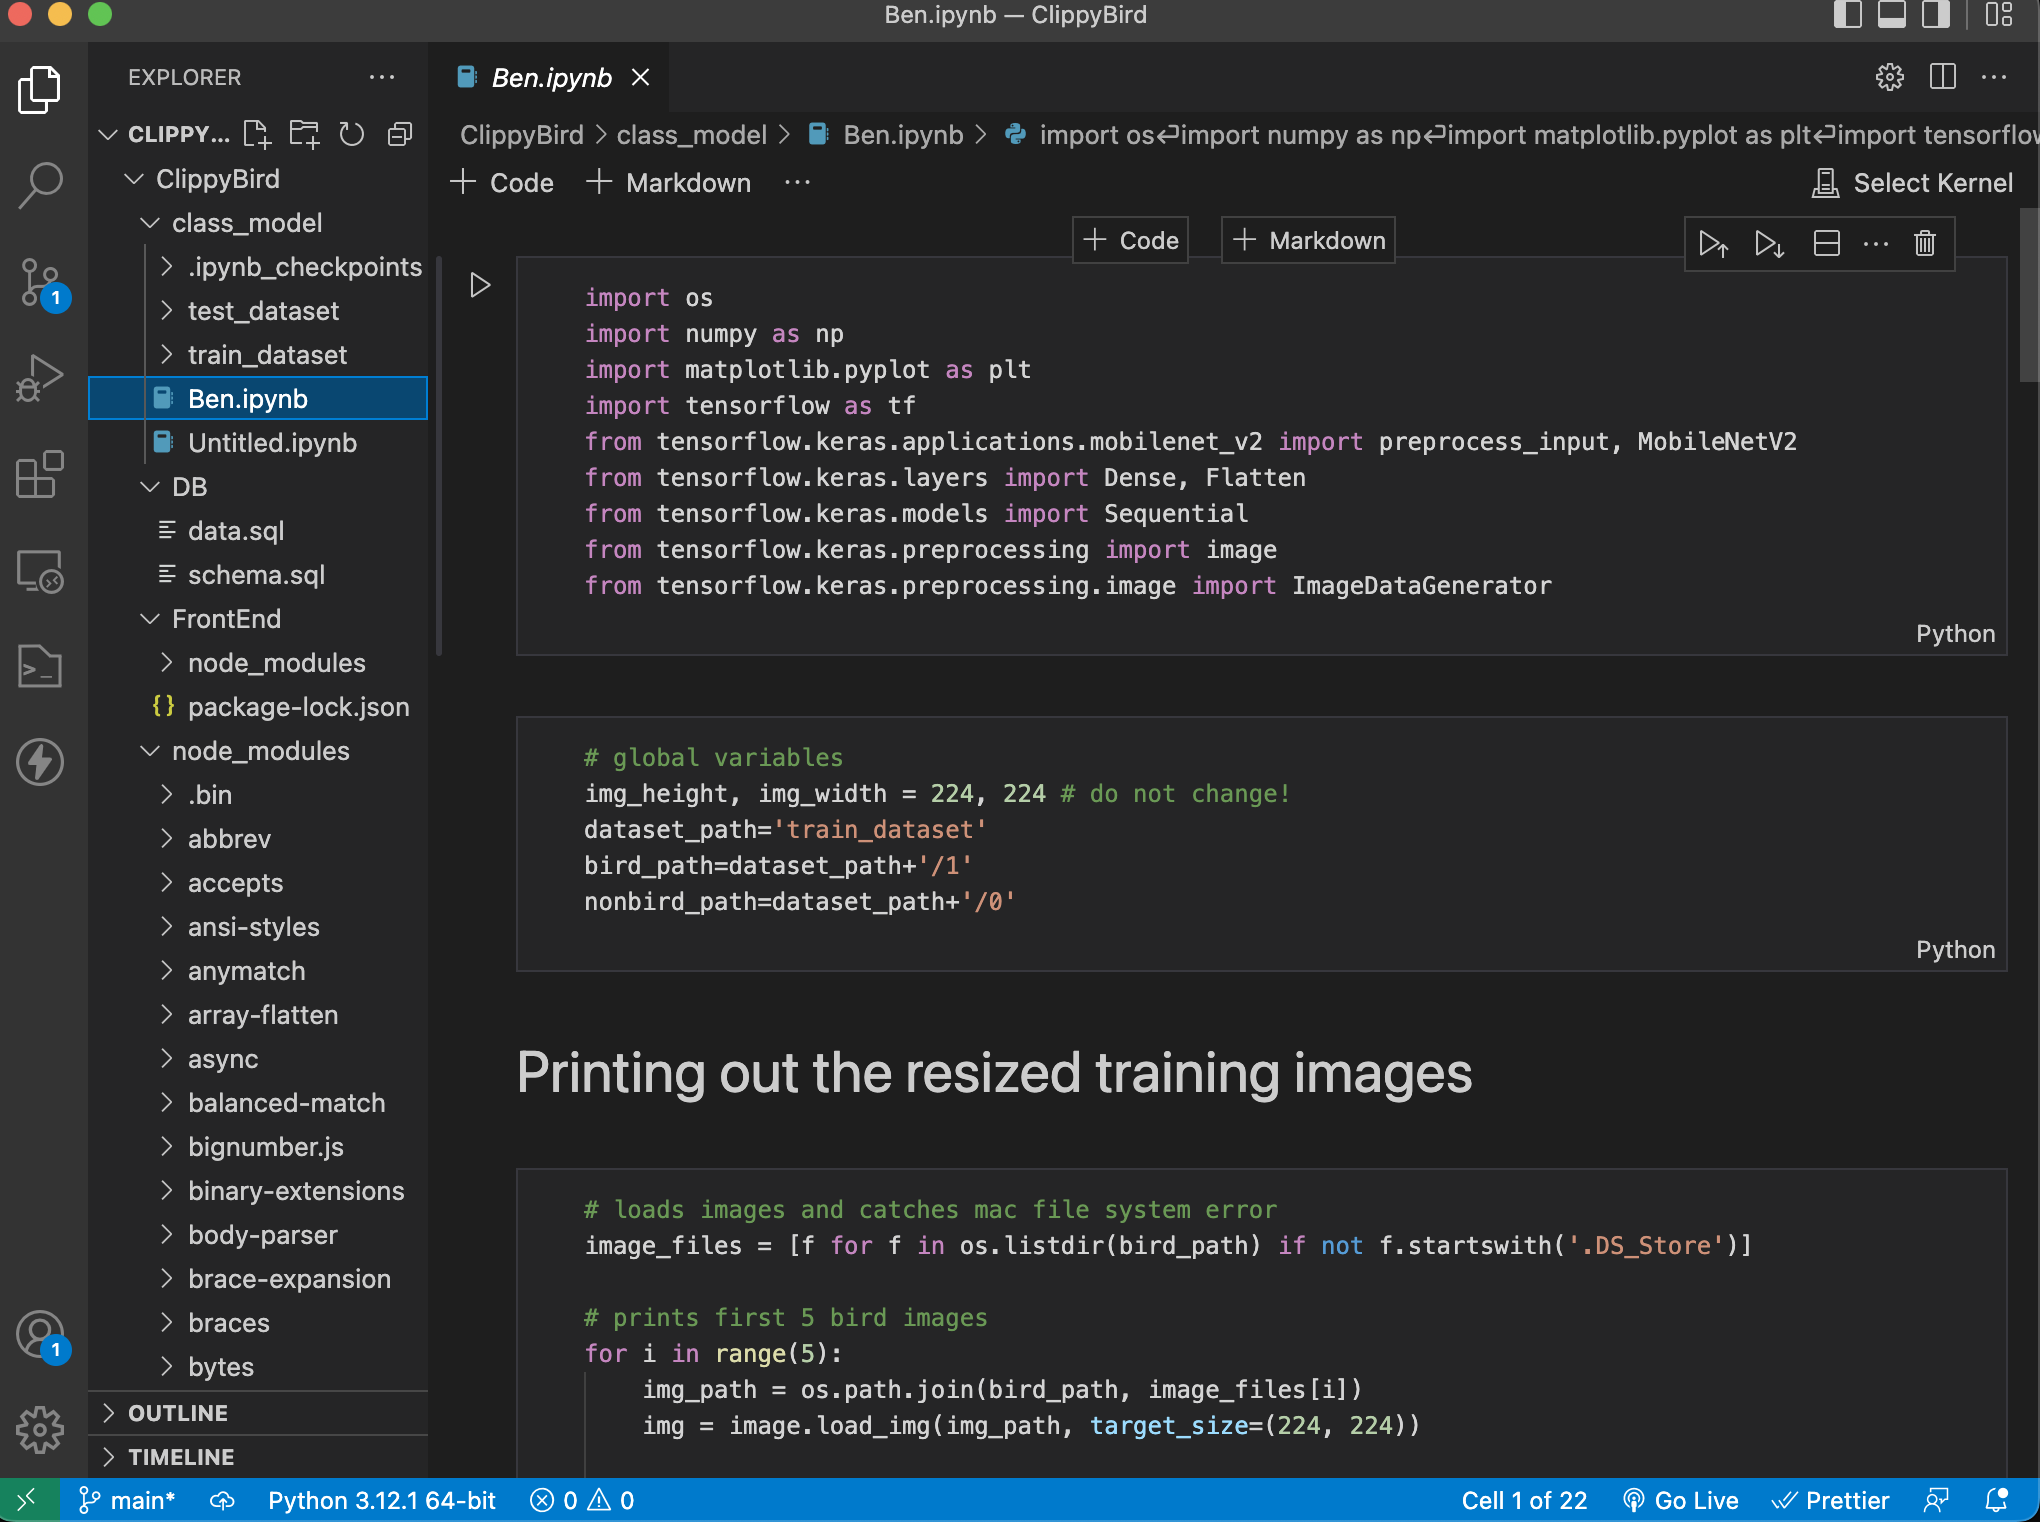 Ben.ipynb — ClippyBird
EXPLORER
CLIPPY...
ClippyBird
class_model
.ipynb_checkpoints
test_dataset
train_dataset
Ben.ipynb
Untitled.ipynb
DB
data.sql
schema.sql
FrontEnd
node_modules
{} package-lock.json
node_modules
.bin
abbrev
accepts
ansi-styles
anymatch
array-flatten
async
balanced-match
bignumber.js
binary-extensions
body-parser
brace-expansion
braces
bytes
OUTLINE
TIMELINE
1
1
Ben.ipynb
ClippyBird > class_model > Ben.ipynb > import os↵import numpy as np↵import matplotlib.pyplot as plt↵import tensorflow
+ Code + Markdown ...
Select Kernel
+ Code + Markdown
import os
import numpy as np
import matplotlib.pyplot as plt
import tensorflow as tf
from tensorflow.keras.applications.mobilenet_v2 import preprocess_input, MobileNetV2
from tensorflow.keras.layers import Dense, Flatten
from tensorflow.keras.models import Sequential
from tensorflow.keras.preprocessing import image
from tensorflow.keras.preprocessing.image import ImageDataGenerator
Python
# global variables
img_height, img_width = 224, 224 # do not change!
dataset_path='train_dataset'
bird_path=dataset_path+'/1'
nonbird_path=dataset_path+'/0'
Python
Printing out the resized training images
# loads images and catches mac file system error
image_files = [f for f in os.listdir(bird_path) if not f.startswith('.DS_Store')]
# prints first 5 bird images
for i in range(5):
img_path = os.path.join(bird_path, image_files[i])
img = image.load_img(img_path, target_size=(224, 224))
main* Python 3.12.1 64-bit 0 0 Cell 1 of 22 Go Live Prettier